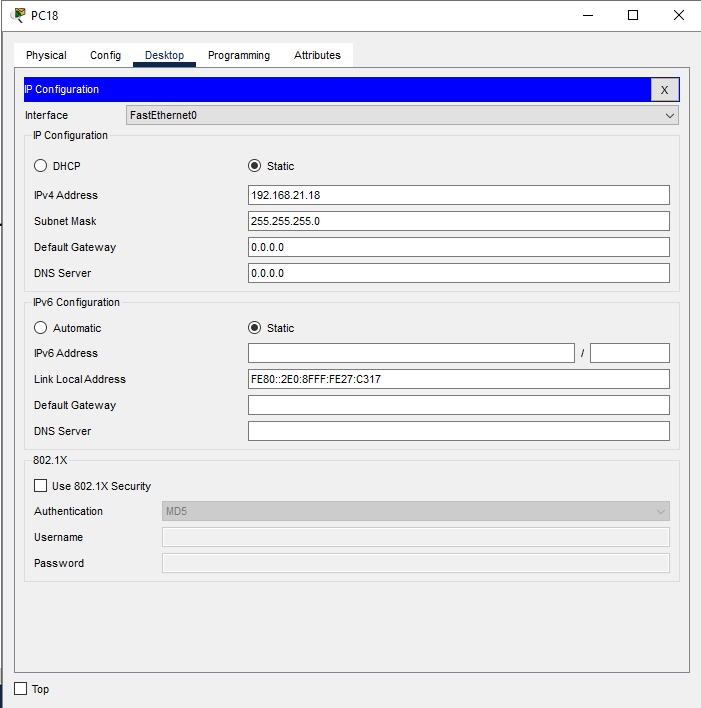 PC18
Physical Config Desktop Programming Attributes
IP Configuration X
Interface FastEthernet0
IP Configuration
DHCP Static
IPv4 Address 192.168.21.18
Subnet Mask 255.255.255.0
Default Gateway 0.0.0.0
DNS Server 0.0.0.0
IPv6 Configuration
Automatic Static
IPv6 Address /
Link Local Address FE80::2E0:8FFF:FE27:C317
Default Gateway
DNS Server
802.1X
Use 802.1X Security
Authentication MD5
Username
Password
Top